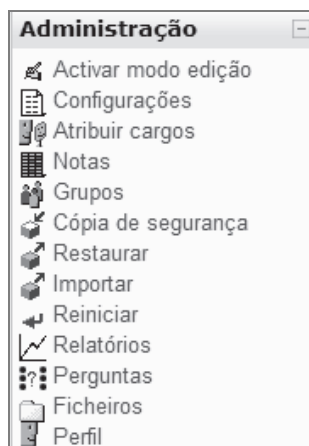 Administração
Activar modo edição
Configurações
Atribuir cargos
Notas
Grupos
Cópia de segurança
Restaurar
Importar
Reiniciar
Relatórios
Perguntas
Ficheiros
Perfil